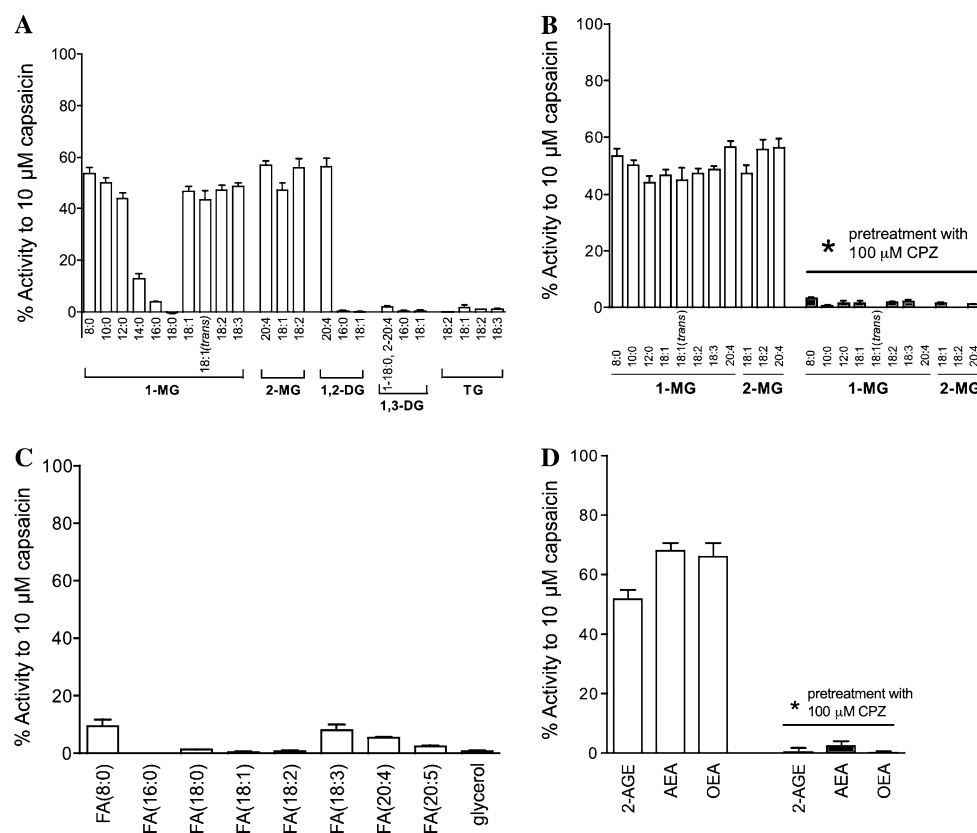 A
% Activity to 10 µM capsaicin
100
80
60
40
20
0
8:0
10:0
12:0
14:0
16:0
18:0
18:1
18:1(trans)
18:2
18:3
20:4
18:1
18:2
20:4
16:0
18:1
1-18:0, 2-20:4
16:0
18:1
18:2
18:1
18:2
18:3
1-MG
2-MG
1,2-DG
1,3-DG
TG
B
% Activity to 10 µM capsaicin
100
80
60
40
20
0
* pretreatment with
100 µM CPZ
8:0
10:0
12:0
18:1
18:1(trans)
18:2
18:3
20:4
18:1
18:2
20:4
8:0
10:0
12:0
18:1
18:1(trans)
18:2
18:3
20:4
18:1
18:2
20:4
1-MG
2-MG
1-MG
2-MG
C
% Activity to 10 µM capsaicin
100
80
60
40
20
0
FA(8:0)
FA(16:0)
FA(18:0)
FA(18:1)
FA(18:2)
FA(18:3)
FA(20:4)
FA(20:5)
glycerol
D
% Activity to 10 µM capsaicin
100
80
60
40
20
0
* pretreatment with
100 µM CPZ
2-AGE
AEA
OEA
2-AGE
AEA
OEA